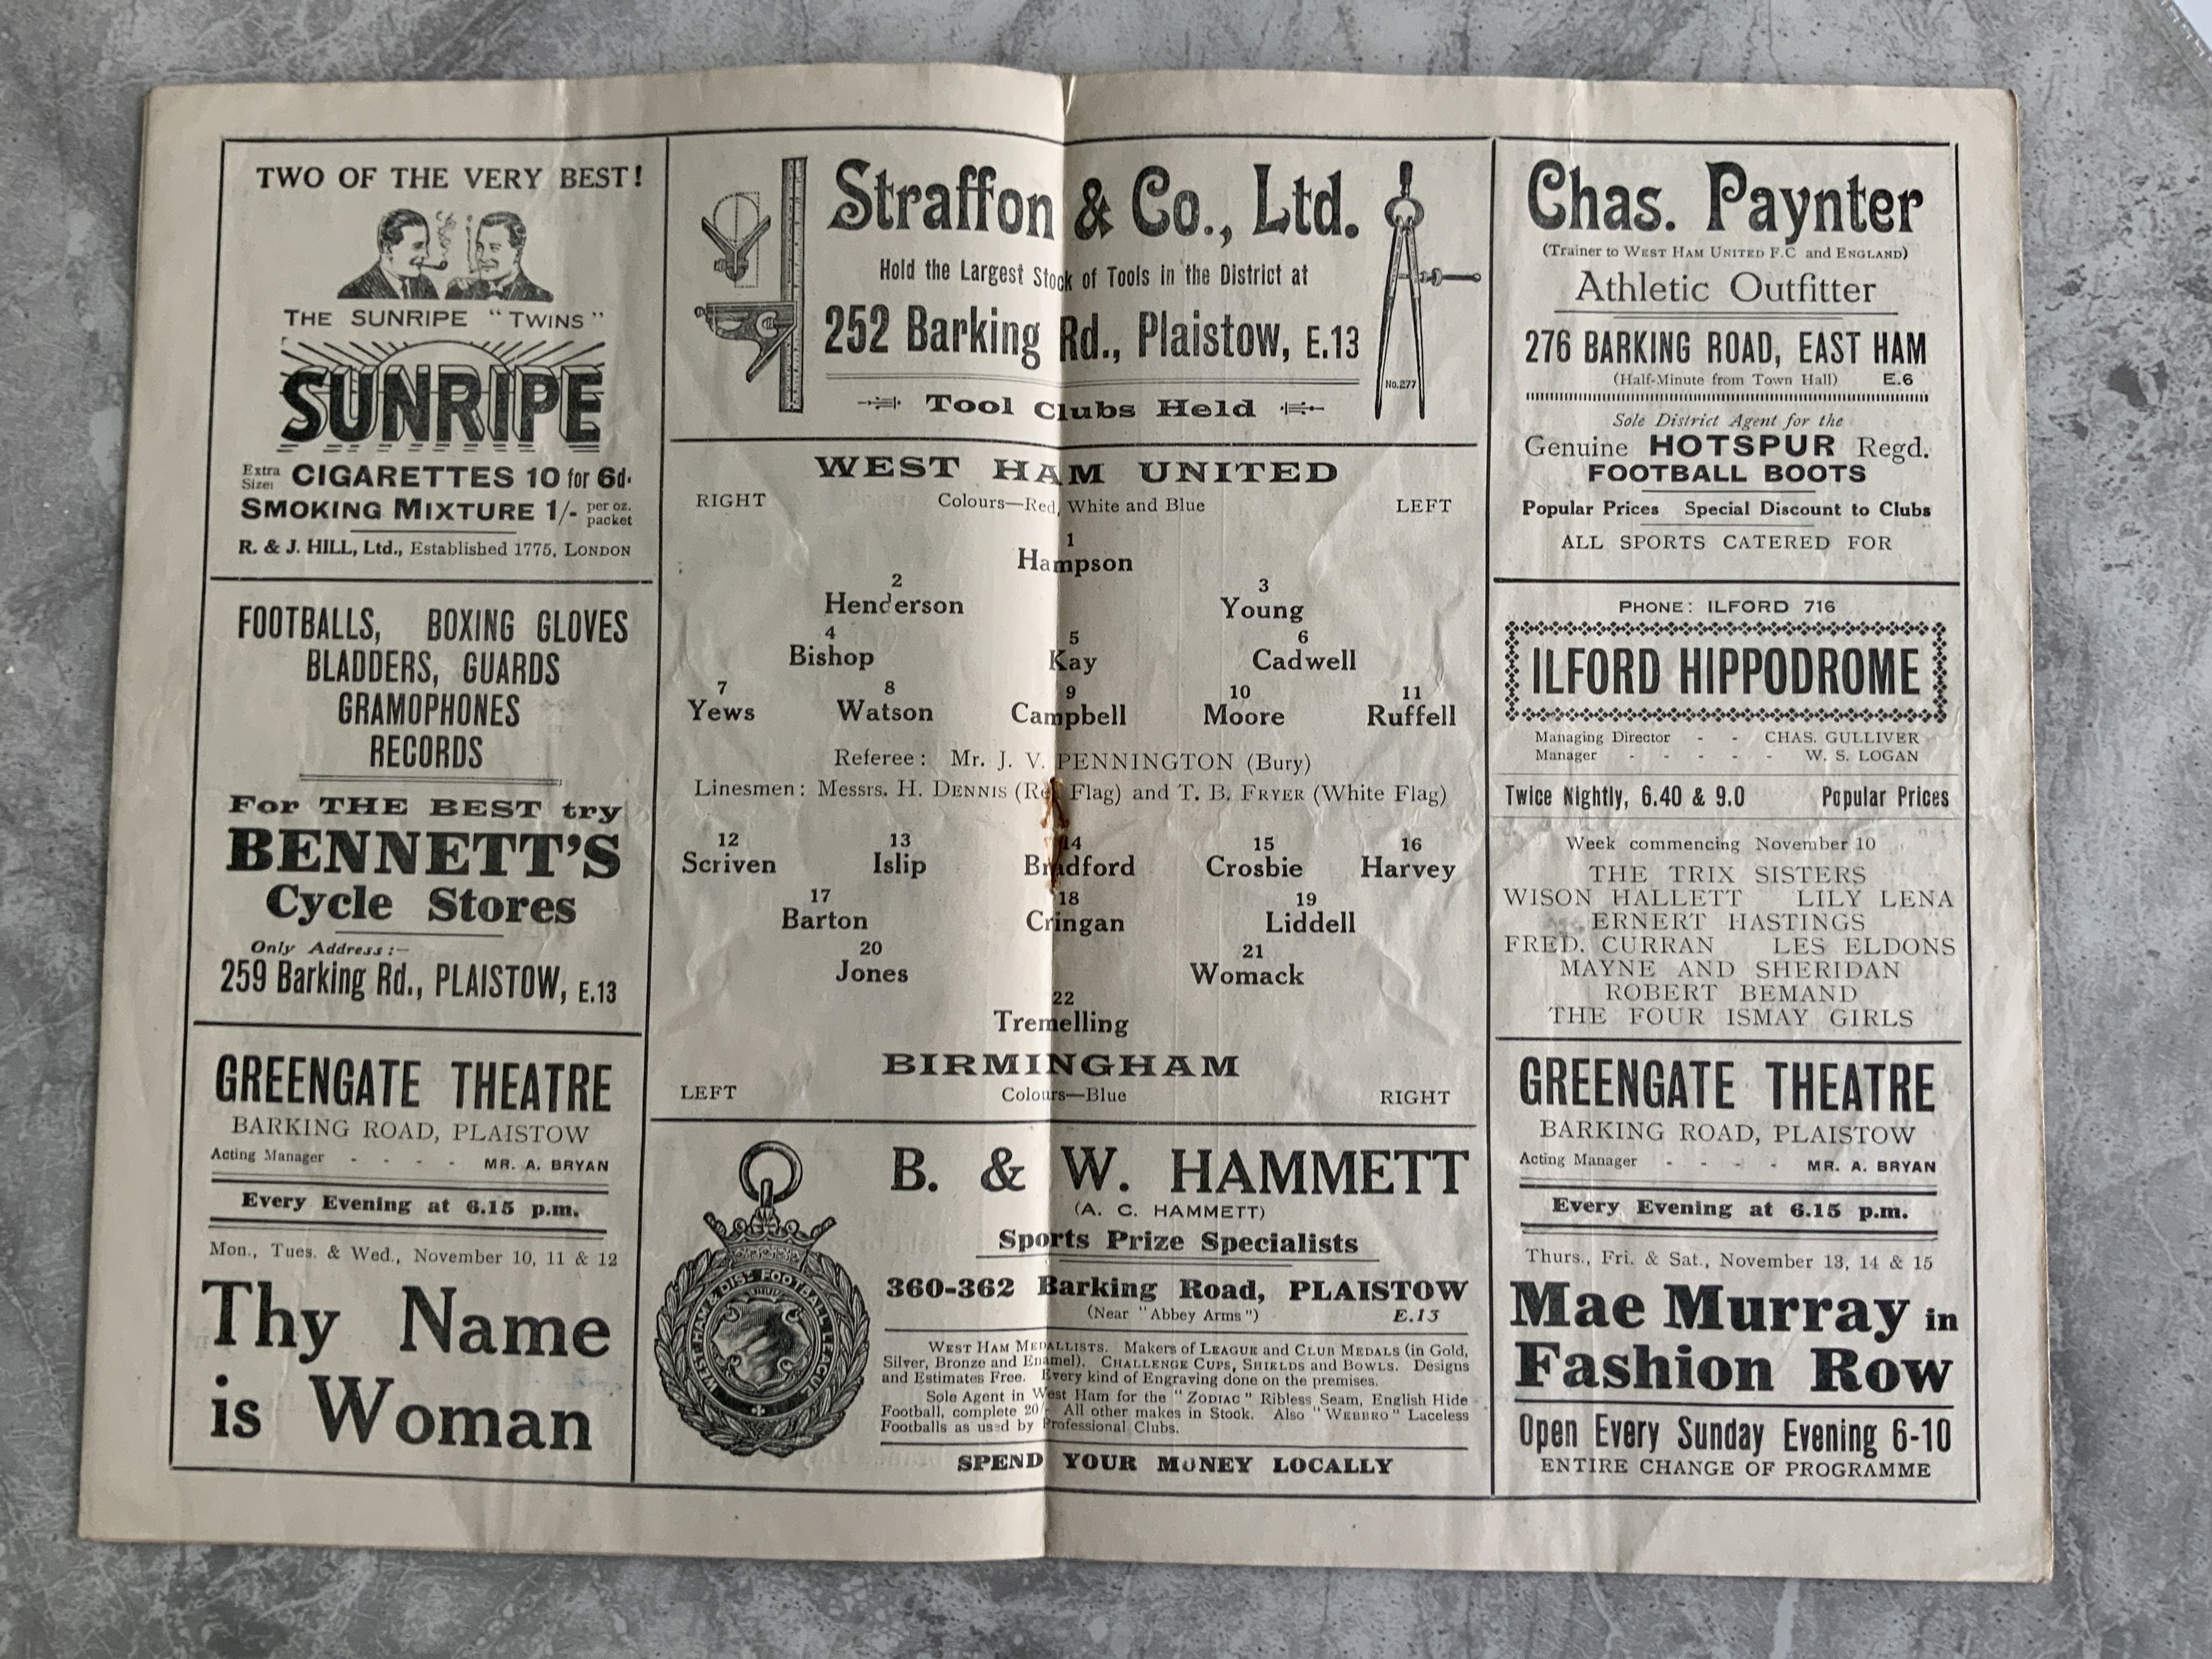 TWO OF THE VERY BEST!
THE SUNRIPE "TWINS"
SUNRIPE
Extra Size: CIGARETTES 10 for 6d.
SMOKING MIXTURE 1/- per oz. packet
R. & J. HILL, Ltd., Established 1775, LONDON
FOOTBALLS, BOXING GLOVES
BLADDERS, GUARDS
GRAMOPHONES
RECORDS
For THE BEST try
BENNETT'S
Cycle Stores
Only Address:—
259 Barking Rd., PLAISTOW, E.13
GREENGATE THEATRE
BARKING ROAD, PLAISTOW
Acting Manager - - - - MR. A. BRYAN
Every Evening at 6.15 p.m.
Mon., Tues. & Wed., November 10, 11 & 12
Thy Name
is Woman
Straffon & Co., Ltd.
Hold the Largest Stock of Tools in the District at
252 Barking Rd., Plaistow, E.13
No. 277
Tool Clubs Held
WEST HAM UNITED
RIGHT Colours—Red, White and Blue LEFT
1
Hampson
2 3
Henderson Young
4 5 6
Bishop Kay Cadwell
7 8 9 10 11
Yews Watson Campbell Moore Ruffell
Referee: Mr. J. V. PENNINGTON (Bury)
Linesmen: Messrs. H. DENNIS (Red Flag) and T. B. FRYER (White Flag)
12 13 14 15 16
Scriven Islip Bradford Crosbie Harvey
17 18 19
Barton Cringan Liddell
20 21
Jones Womack
22
Tremelling
BIRMINGHAM
LEFT Colours—Blue RIGHT
WEST HAM & DIST. FOOTBALL LEAGUE
B. & W. HAMMETT
(A. C. HAMMETT)
Sports Prize Specialists
360-362 Barking Road, PLAISTOW
(Near "Abbey Arms") E.13
WEST HAM MEDALLISTS. Makers of LEAGUE and CLUB MEDALS (in Gold,
Silver, Bronze and Enamel). CHALLENGE CUPS, SHIELDS and BOWLS. Designs
and Estimates Free. Every kind of Engraving done on the premises.
Sole Agent in West Ham for the "ZODIAC" Ribless Seam, English Hide
Football, complete 20/- All other makes in Stock. Also "WEBBRO" Laceless
Footballs as used by Professional Clubs.
SPEND YOUR MONEY LOCALLY
Chas. Paynter
(Trainer to WEST HAM UNITED F.C and ENGLAND)
Athletic Outfitter
276 BARKING ROAD, EAST HAM
(Half-Minute from Town Hall) E.6
Sole District Agent for the
Genuine HOTSPUR Regd.
FOOTBALL BOOTS
Popular Prices Special Discount to Clubs
ALL SPORTS CATERED FOR
PHONE: ILFORD 716
ILFORD HIPPODROME
Managing Director - - CHAS. GULLIVER
Manager - - - - - W. S. LOGAN
Twice Nightly, 6.40 & 9.0 Popular Prices
Week commencing November 10
THE TRIX SISTERS
WISON HALLETT LILY LENA
ERNERT HASTINGS
FRED. CURRAN LES ELDONS
MAYNE AND SHERIDAN
ROBERT BEMAND
THE FOUR ISMAY GIRLS
GREENGATE THEATRE
BARKING ROAD, PLAISTOW
Acting Manager - - - - MR. A. BRYAN
Every Evening at 6.15 p.m.
Thurs., Fri. & Sat., November 13, 14 & 15
Mae Murray in
Fashion Row
Open Every Sunday Evening 6-10
ENTIRE CHANGE OF PROGRAMME